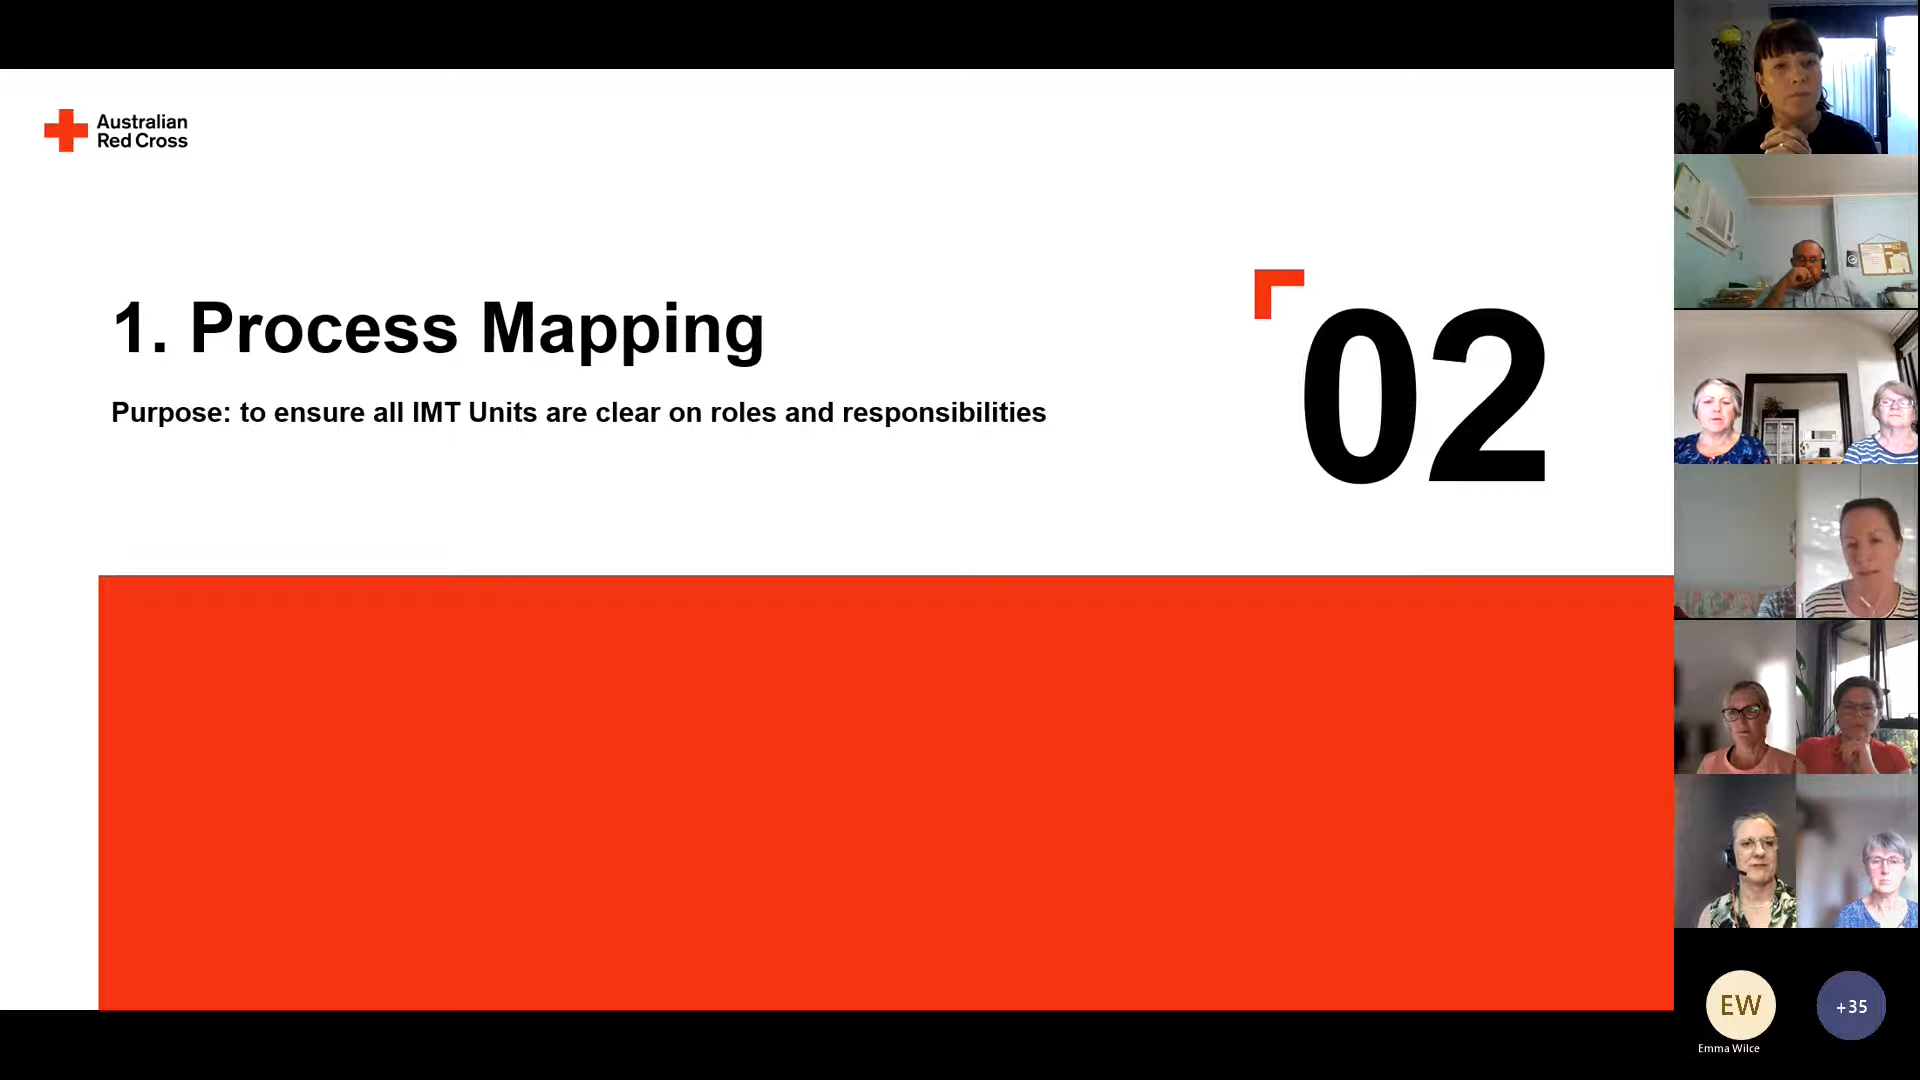 Australian
Red Cross
1. Process Mapping
Purpose: to ensure all IMT Units are clear on roles and responsibilities
02
EW
+35
Emma Wilce